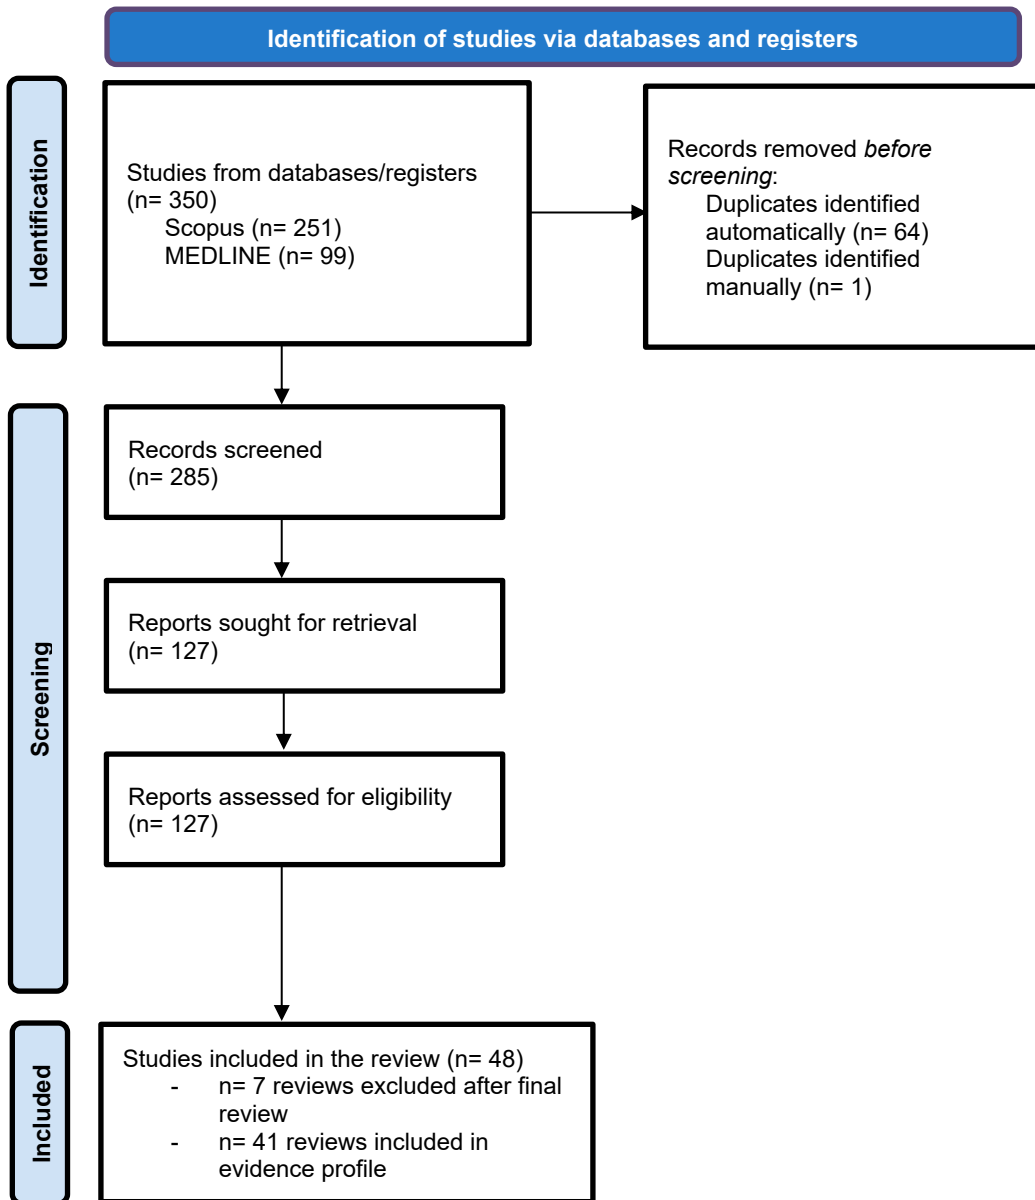 Identification of studies via databases and registers
Identification
Studies from databases/registers
(n= 350)
Scopus (n= 251)
MEDLINE (n= 99)
Records removed before
screening:
Duplicates identified
automatically (n= 64)
Duplicates identified
manually (n= 1)
Screening
Records screened
(n= 285)
Reports sought for retrieval
(n= 127)
Reports assessed for eligibility
(n= 127)
Included
Studies included in the review (n= 48)
- n= 7 reviews excluded after final
review
- n= 41 reviews included in
evidence profile